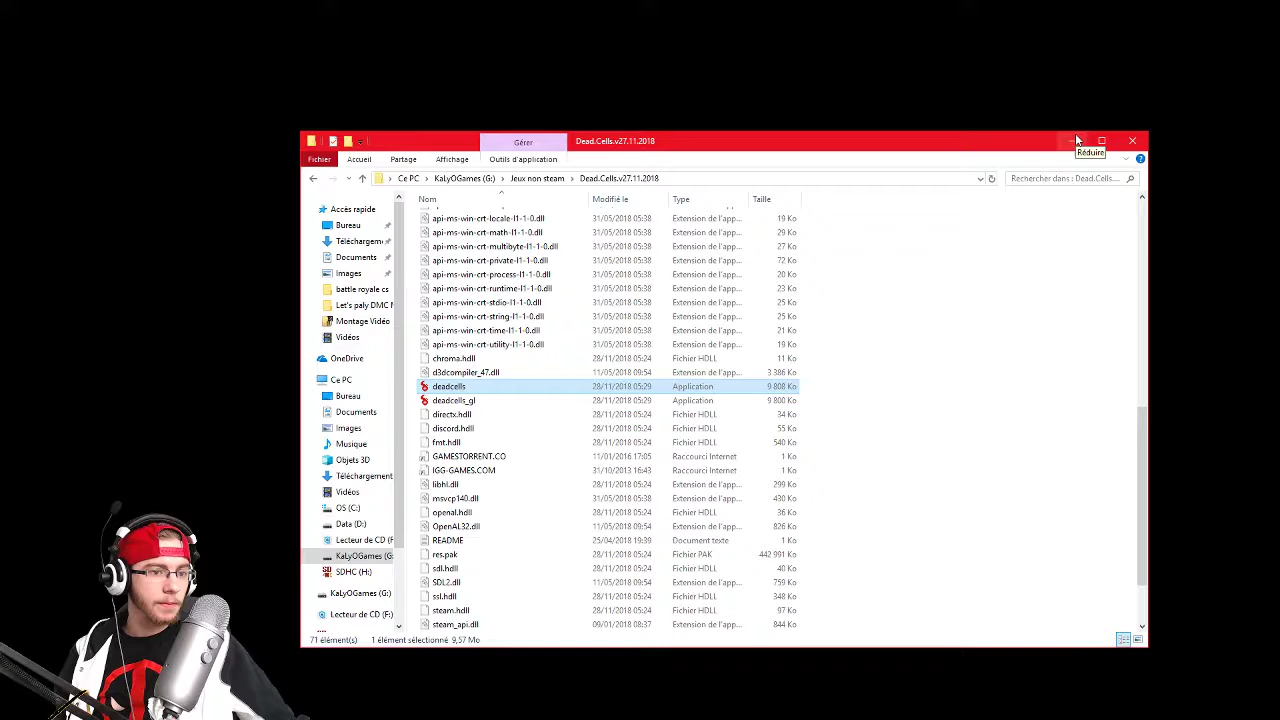 Gérer
Dead.Cells.v27.11.2018
Réduire
Fichier Accueil Partage Affichage Outils d'application
Ce PC > KaLyOGames (G:) > Jeux non steam > Dead.Cells.v27.11.2018
Rechercher dans : Dead.Cells....
Nom Modifié le Type Taille
Accès rapide
Bureau
Téléchargem
Documents
Images
battle royale cs
Let's paly DMC
Montage Vidéo
Vidéos
OneDrive
Ce PC
Bureau
Documents
Images
Musique
Objets 3D
Téléchargement
Vidéos
OS (C:)
Data (D:)
Lecteur de CD (F
KaLyOGames (G:
SDHC (H:)
KaLyOGames (G:)
Lecteur de CD (F:)
api-ms-win-crt-locale-l1-1-0.dll 31/05/2018 05:38 Extension de l'app... 19 Ko
api-ms-win-crt-math-l1-1-0.dll 31/05/2018 05:38 Extension de l'app... 29 Ko
api-ms-win-crt-multibyte-l1-1-0.dll 31/05/2018 05:38 Extension de l'app... 27 Ko
api-ms-win-crt-private-l1-1-0.dll 31/05/2018 05:38 Extension de l'app... 72 Ko
api-ms-win-crt-process-l1-1-0.dll 31/05/2018 05:38 Extension de l'app... 20 Ko
api-ms-win-crt-runtime-l1-1-0.dll 31/05/2018 05:38 Extension de l'app... 23 Ko
api-ms-win-crt-stdio-l1-1-0.dll 31/05/2018 05:38 Extension de l'app... 25 Ko
api-ms-win-crt-string-l1-1-0.dll 31/05/2018 05:38 Extension de l'app... 25 Ko
api-ms-win-crt-time-l1-1-0.dll 31/05/2018 05:38 Extension de l'app... 21 Ko
api-ms-win-crt-utility-l1-1-0.dll 31/05/2018 05:38 Extension de l'app... 19 Ko
chroma.hdll 28/11/2018 05:24 Fichier HDLL 11 Ko
d3dcompiler_47.dll 11/05/2018 09:54 Extension de l'app... 3 386 Ko
deadcells 28/11/2018 05:29 Application 9 808 Ko
deadcells_gl 28/11/2018 05:29 Application 9 800 Ko
directx.hdll 28/11/2018 05:24 Fichier HDLL 34 Ko
discord.hdll 28/11/2018 05:24 Fichier HDLL 55 Ko
fmt.hdll 28/11/2018 05:24 Fichier HDLL 540 Ko
GAMESTORRENT.CO 11/01/2016 17:05 Raccourci Internet 1 Ko
IGG-GAMES.COM 31/10/2013 16:43 Raccourci Internet 1 Ko
libhl.dll 28/11/2018 05:24 Extension de l'app... 299 Ko
msvcp140.dll 31/05/2018 05:38 Extension de l'app... 430 Ko
openal.hdll 28/11/2018 05:24 Fichier HDLL 36 Ko
OpenAL32.dll 11/05/2018 09:54 Extension de l'app... 826 Ko
README 25/04/2018 19:39 Document texte 1 Ko
res.pak 28/11/2018 05:24 Fichier PAK 442 991 Ko
sdl.hdll 28/11/2018 05:24 Fichier HDLL 40 Ko
SDL2.dll 11/05/2018 09:54 Extension de l'app... 759 Ko
ssl.hdll 28/11/2018 05:24 Fichier HDLL 348 Ko
steam.hdll 28/11/2018 05:24 Fichier HDLL 97 Ko
steam_api.dll 09/01/2018 08:37 Extension de l'app... 844 Ko
71 élément(s) 1 élément sélectionné 9,57 Mo